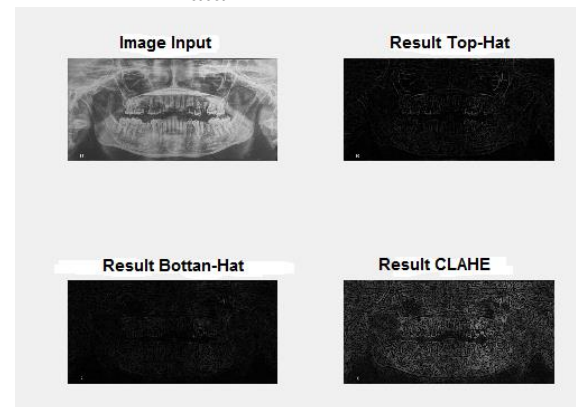 Image Input
Result Top-Hat
Result Bottan-Hat
Result CLAHE